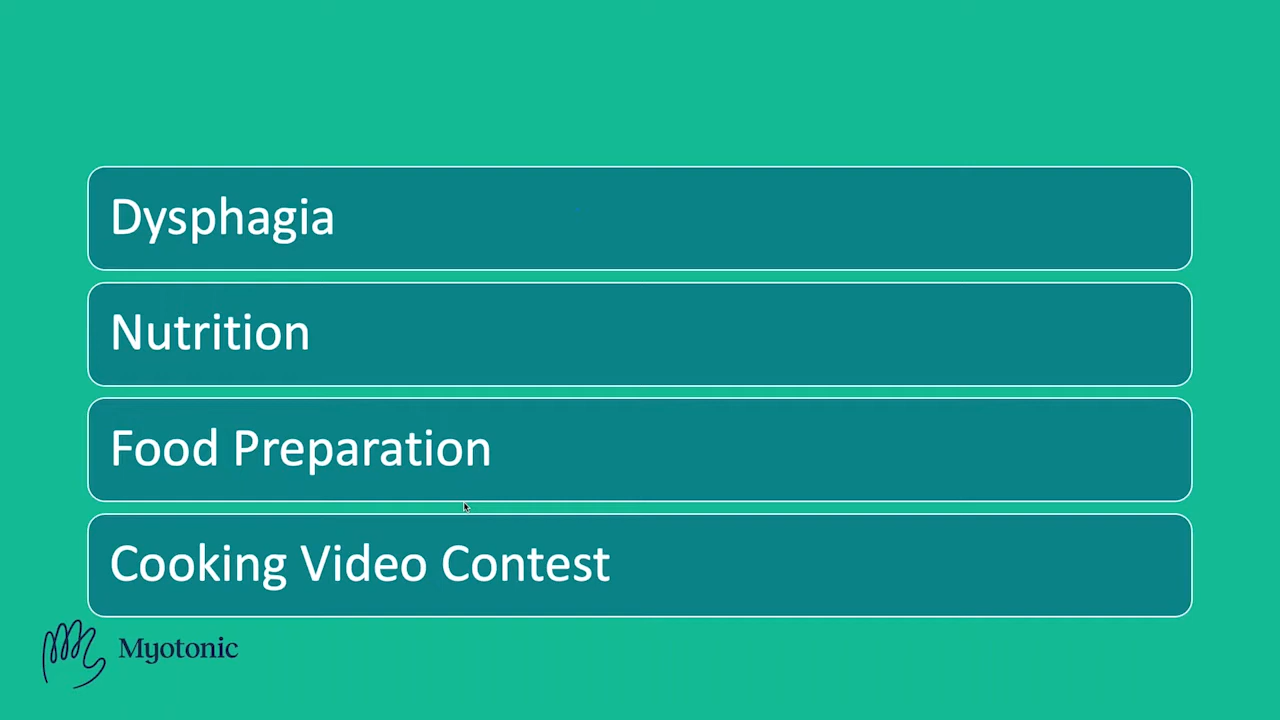 Dysphagia
Nutrition
Food Preparation
Cooking Video Contest
Myotonic